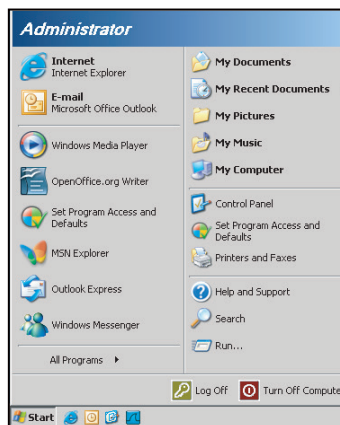 Administrator
Internet
Internet Explorer
E-mail
Microsoft Office Outlook
Windows Media Player
OpenOffice.org Writer
Set Program Access and
Defaults
MSN Explorer
Outlook Express
Windows Messenger
All Programs
My Documents
My Recent Documents
My Pictures
My Music
My Computer
Control Panel
Set Program Access and
Defaults
Printers and Faxes
Help and Support
Search
Run...
Log Off
Turn Off Compute
Start